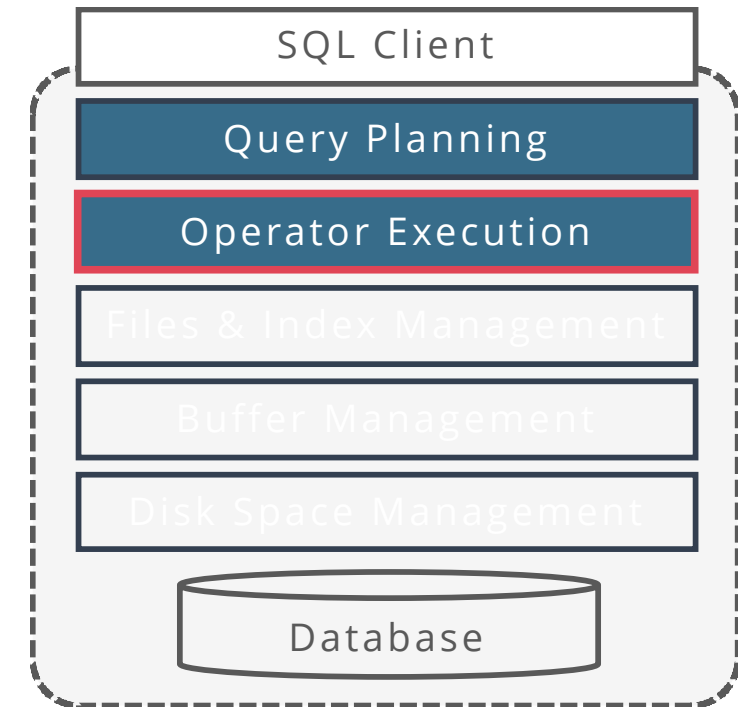 SQL Client
Query Planning
Operator Execution
Files & Index Management
Buffer Management
Disk Space Management
Database